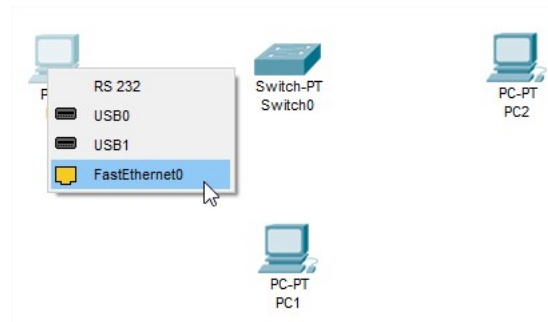 RS 232
USB0
USB1
FastEthernet0
Switch-PT
Switch0
PC-PT
PC2
PC-PT
PC1